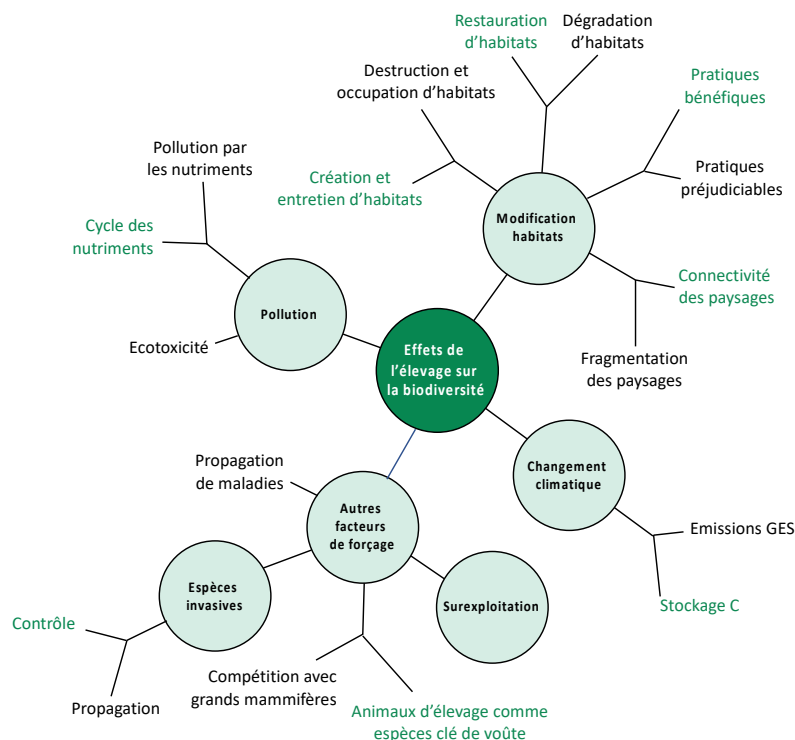 Restauration
d’habitats
Dégradation
d’habitats
Destruction et
occupation d’habitats
Pratiques
bénéfiques
Pollution par
les nutriments
Création et
entretien d’habitats
Pratiques
préjudiciables
Modification
habitats
Cycle des
nutriments
Connectivité
des paysages
Pollution
Ecotoxicité
Effets de
l’élevage sur
la biodiversité
Fragmentation
des paysages
Propagation
de maladies
Changement
climatique
Autres
facteurs
de forçage
Emissions GES
Espèces
invasives
Surexploitation
Stockage C
Contrôle
Compétition avec
grands mammifères
Propagation
Animaux d’élevage comme
espèces clé de voûte